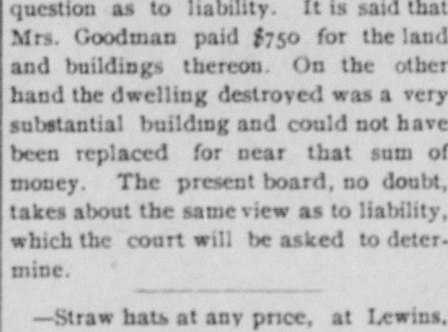 question as to liability. It is said that
Mrs. Goodman paid $750 for the land
and buildings thereon. On the other
hand the dwelling destroyed was a very
substantial building and could not have
been replaced for near that sum of
money. The present board, no doubt,
takes about the same view as to liability,
which the court will be asked to deter-
mine.
—Straw hats at any price, at Lewins.